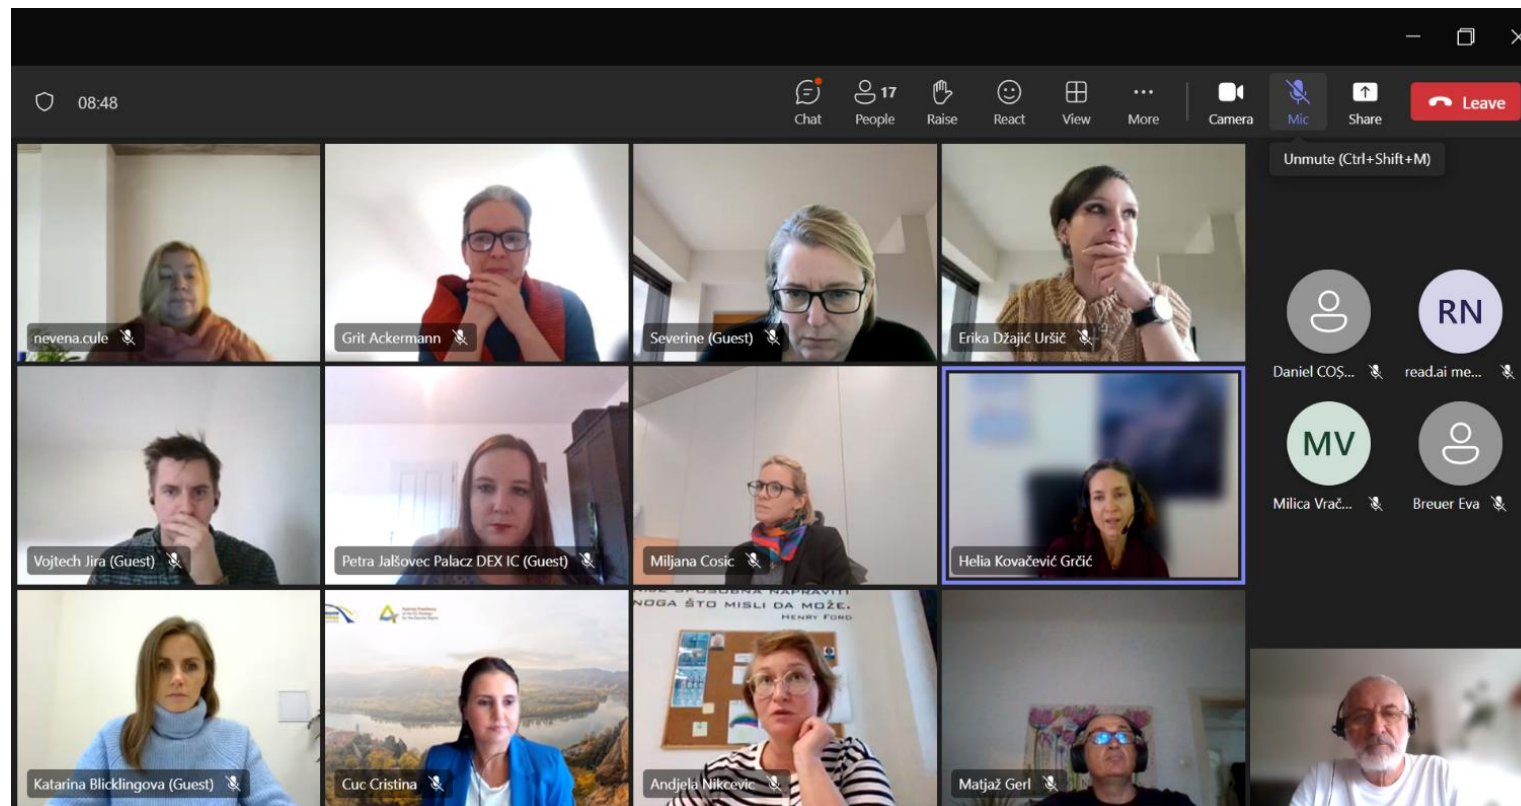 08:48
17
Chat People Raise React View More Camera Mic Share Leave
Unmute (Ctrl+Shift+M)
nevena.cule
Grit Ackermann
Severine (Guest)
Erika Džajić Uršič
RN
Daniel COȘ...
read.ai me...
Vojtech Jira (Guest)
Petra Jalšovec Palacz DEX IC (Guest)
Miljana Cosic
Helia Kovačević Grčić
MV
Milica Vrač...
Breuer Eva
SPOSOBNA NAPRAVITI
NOGA ŠTO MISLI DA MOŽE.
HENRY FORD
Katarina Blicklingova (Guest)
Cuc Cristina
Andjela Nikcevic
Matjaž Gerl